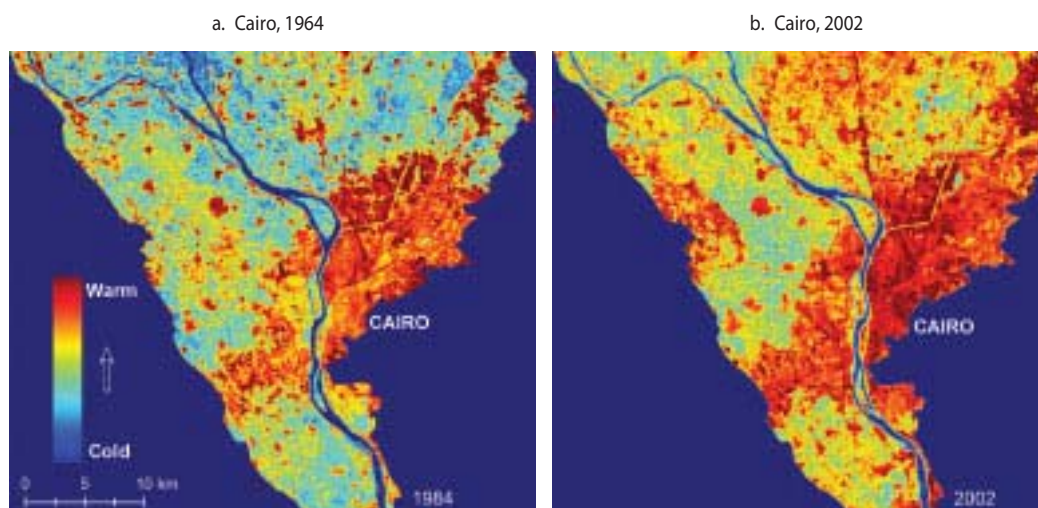 a. Cairo, 1964
b. Cairo, 2002
Warm
CAIRO
Cold
0 5 10 km
1984
CAIRO
2002